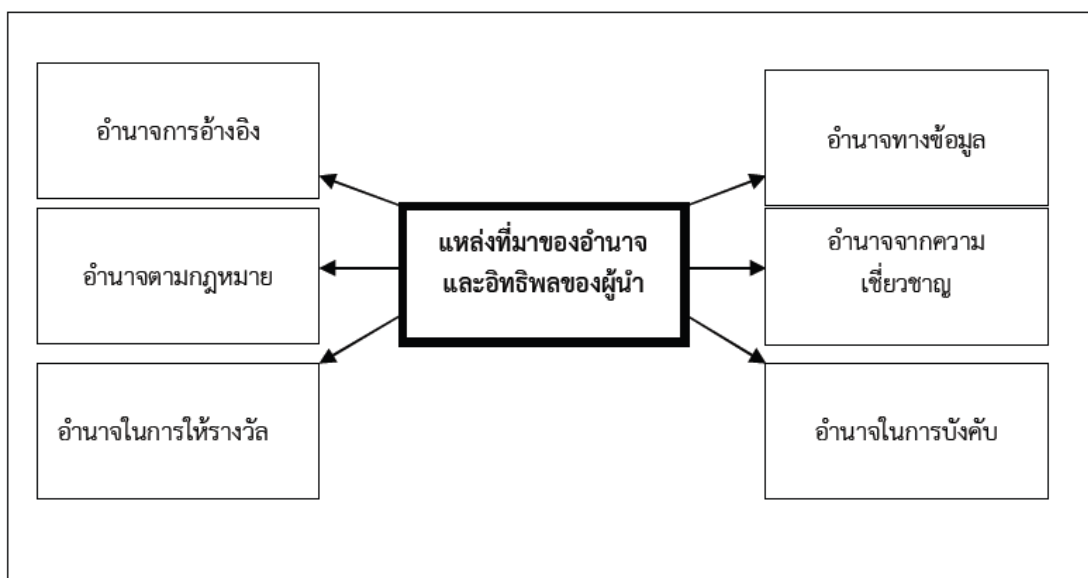 อำนาจการอ้างอิง
อำนาจตามกฎหมาย
อำนาจในการให้รางวัล
แหล่งที่มาของอำนาจ
และอิทธิพลของผู้นำ
อำนาจทางข้อมูล
อำนาจจากความ
เชี่ยวชาญ
อำนาจในการบังคับ